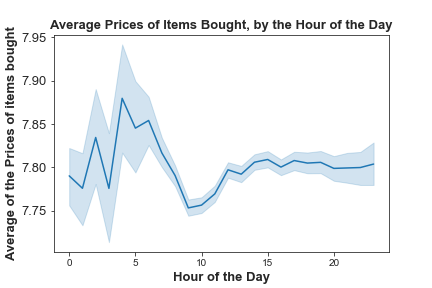 Average Prices of Items Bought, by the Hour of the Day
Average of the Prices of items bought
7.95
7.90
7.85
7.80
7.75
0 5 10 15 20
Hour of the Day